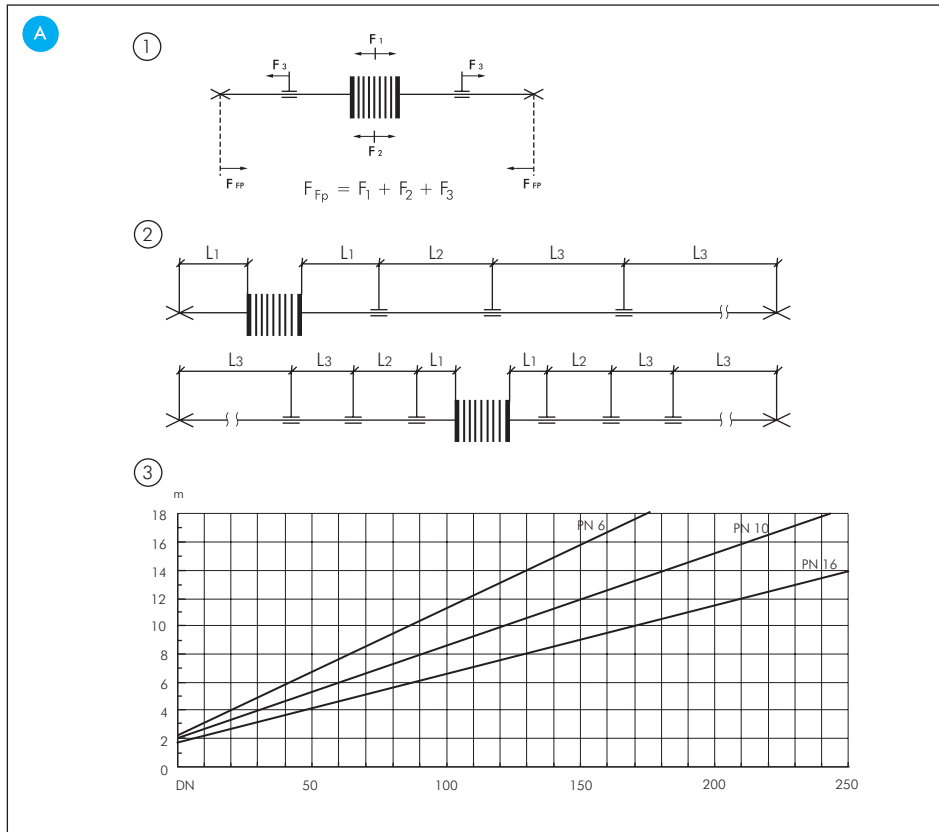 A
1
F1
F3 F3
F2
FFP FFP
FFp = F1 + F2 + F3
2
L1 L1 L2 L3 L3
L3 L3 L2 L1 L1 L2 L3 L3
3
m
18
16
14
12
10
8
6
4
2
0
PN 6
PN 10
PN 16
DN 50 100 150 200 250